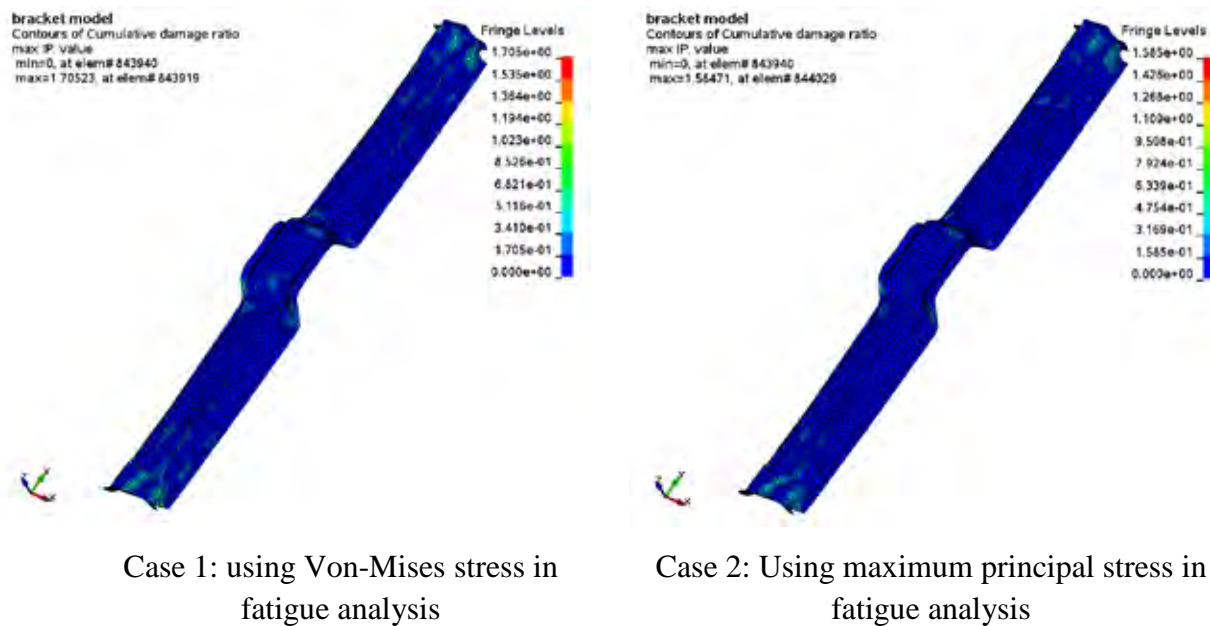 bracket model
Contours of Cumulative damage ratio
max IP. value
min=0, at elem# 843940
max=1.70523, at elem# 843919
Fringe Levels
1.705e+00
1.535e+00
1.364e+00
1.194e+00
1.023e+00
8.526e-01
6.821e-01
5.116e-01
3.410e-01
1.705e-01
0.000e+00
bracket model
Contours of Cumulative damage ratio
max IP. value
min=0, at elem# 843940
max=1.58471, at elem# 844029
Fringe Levels
1.585e+00
1.426e+00
1.268e+00
1.109e+00
9.508e-01
7.924e-01
6.339e-01
4.754e-01
3.169e-01
1.585e-01
0.000e+00
Case 1: using Von-Mises stress in
fatigue analysis
Case 2: Using maximum principal stress in
fatigue analysis